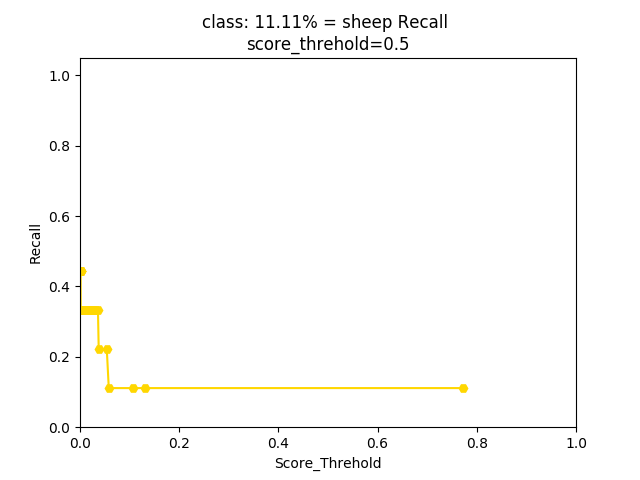 class: 11.11% = sheep Recall
score_threhold=0.5
1.0
0.8
0.6
0.4
0.2
0.0
Recall
0.0 0.2 0.4 0.6 0.8 1.0
Score_Threhold